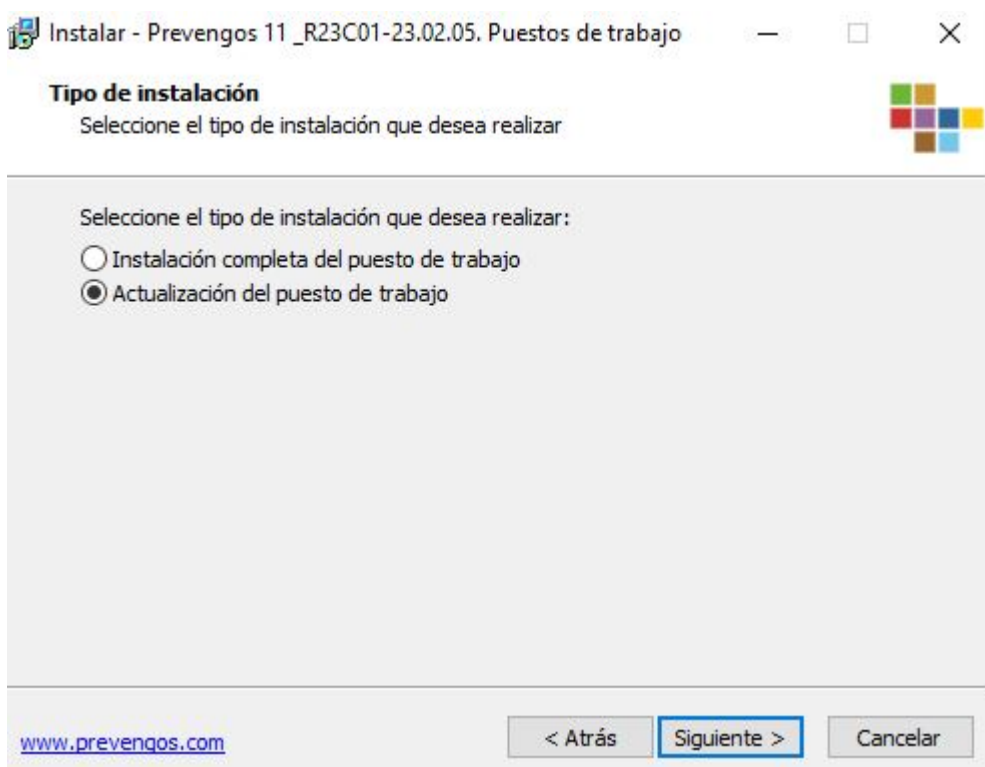 Instalar - Prevengos 11 _R23C01-23.02.05. Puestos de trabajo
Tipo de instalación
Seleccione el tipo de instalación que desea realizar
Seleccione el tipo de instalación que desea realizar:
Instalación completa del puesto de trabajo
Actualización del puesto de trabajo
www.prevengos.com
< Atrás
Siguiente >
Cancelar